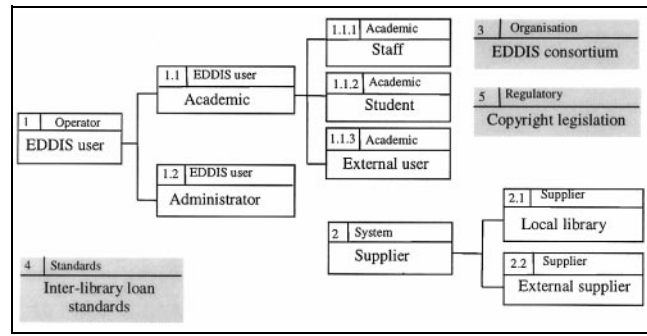 1 Operator
EDDIS user
1.1 EDDIS user
Academic
1.2 EDDIS user
Administrator
1.1.1 Academic
Staff
1.1.2 Academic
Student
1.1.3 Academic
External user
3 Organisation
EDDIS consortium
5 Regulatory
Copyright legislation
2 System
Supplier
2.1 Supplier
Local library
2.2 Supplier
External supplier
4 Standards
Inter-library loan
standards